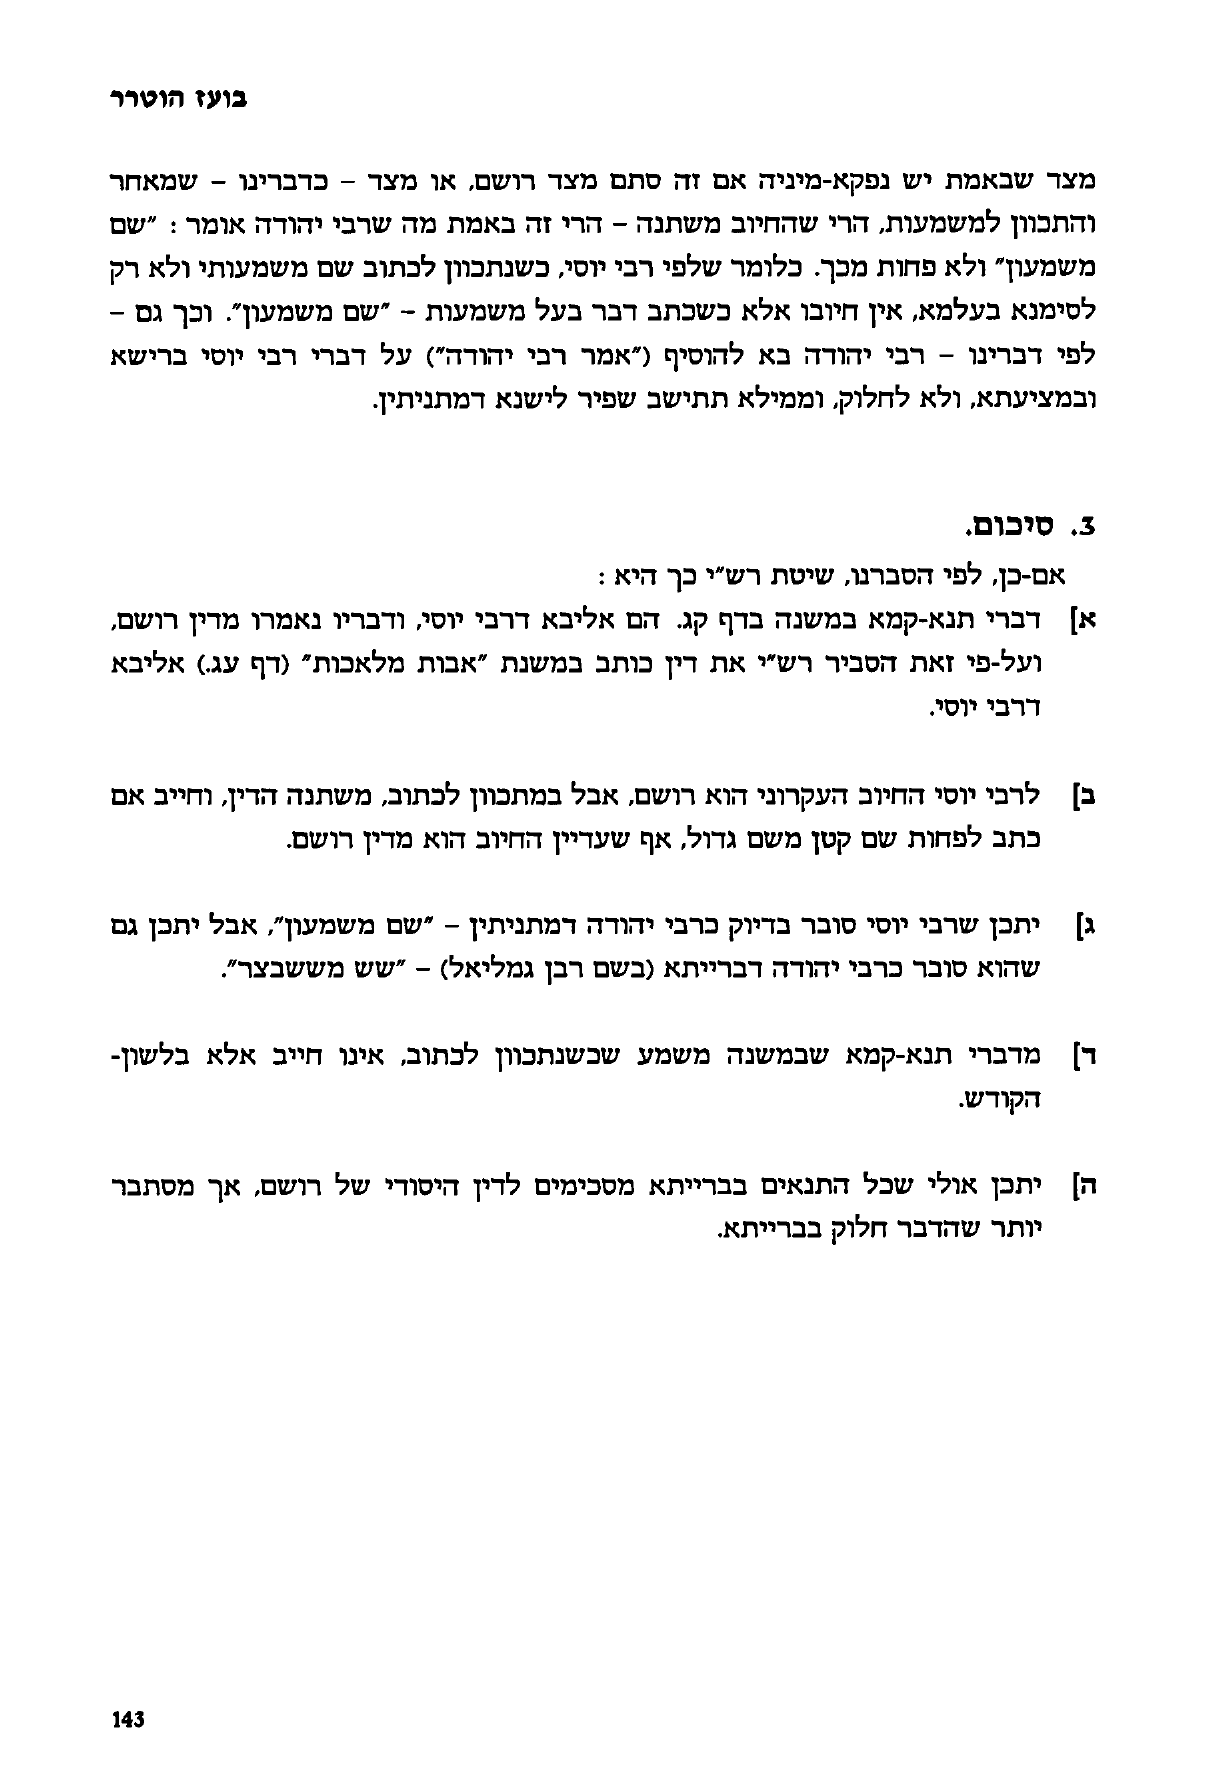 בועז הוטרר
מצד שבאמת יש נפקא-מיניה אם זה סתם מצד רושם, או מצד – כדברינו – שמאחר
והתכוון למשמעות, הרי שהחיוב משתנה – הרי זה באמת מה שרבי יהודה אומר : "שם
משמעון" ולא פחות מכך. כלומר שלפי רבי יוסי, כשנתכוון לכתוב שם משמעותי ולא רק
לסימנא בעלמא, אין חיובו אלא כשכתב דבר בעל משמעות – "שם משמעון". וכך גם –
לפי דברינו – רבי יהודה בא להוסיף ("אמר רבי יהודה") על דברי רבי יוסי ברישא
ובמציעתא, ולא לחלוק, וממילא תתישב שפיר לישנא דמתניתין.
3. סיכום.
אם-כן, לפי הסברנו, שיטת רש"י כך היא :
א] דברי תנא-קמא במשנה בדף קג. הם אליבא דרבי יוסי, ודבריו נאמרו מדין רושם,
ועל-פי זאת הסביר רש"י את דין כותב במשנת "אבות מלאכות" (דף עג.) אליבא
דרבי יוסי.
ב] לרבי יוסי החיוב העקרוני הוא רושם, אבל במתכוון לכתוב, משתנה הדין, וחייב אם
כתב לפחות שם קטן משם גדול, אף שעדיין החיוב הוא מדין רושם.
ג] יתכן שרבי יוסי סובר בדיוק כרבי יהודה דמתניתין – "שם משמעון", אבל יתכן גם
שהוא סובר כרבי יהודה דברייתא (בשם רבן גמליאל) – "שש מששבצר".
ד] מדברי תנא-קמא שבמשנה משמע שכשנתכוון לכתוב, אינו חייב אלא בלשון-
הקודש.
ה] יתכן אולי שכל התנאים בברייתא מסכימים לדין היסודי של רושם, אך מסתבר
יותר שהדבר חלוק בברייתא.
143